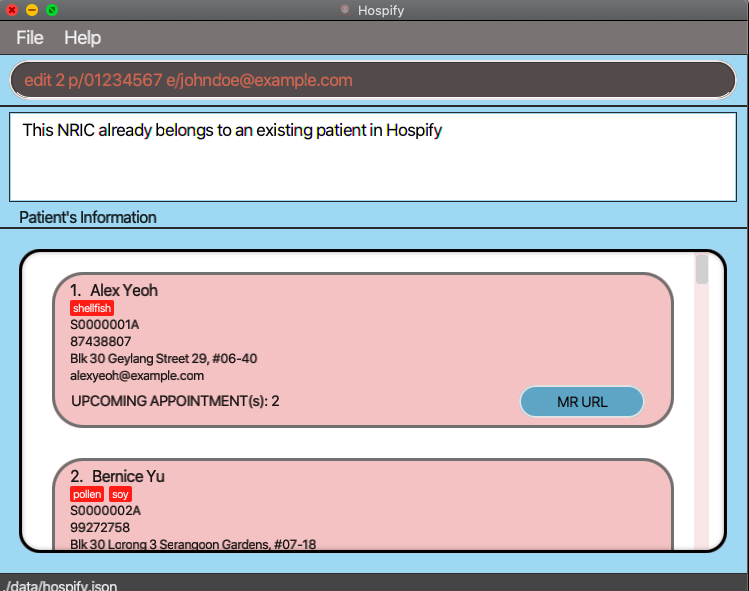 Hospify
File Help
edit 2 p/01234567 e/johndoe@example.com
This NRIC already belongs to an existing patient in Hospify
Patient's Information
1. Alex Yeoh
shellfish
S0000001A
87438807
Blk 30 Geylang Street 29, #06-40
alexyeoh@example.com
UPCOMING APPOINTMENT(s): 2
MR URL
2. Bernice Yu
pollen soy
S0000002A
99272758
Blk 30 Lorong 3 Serangoon Gardens, #07-18
./data/hospify.json